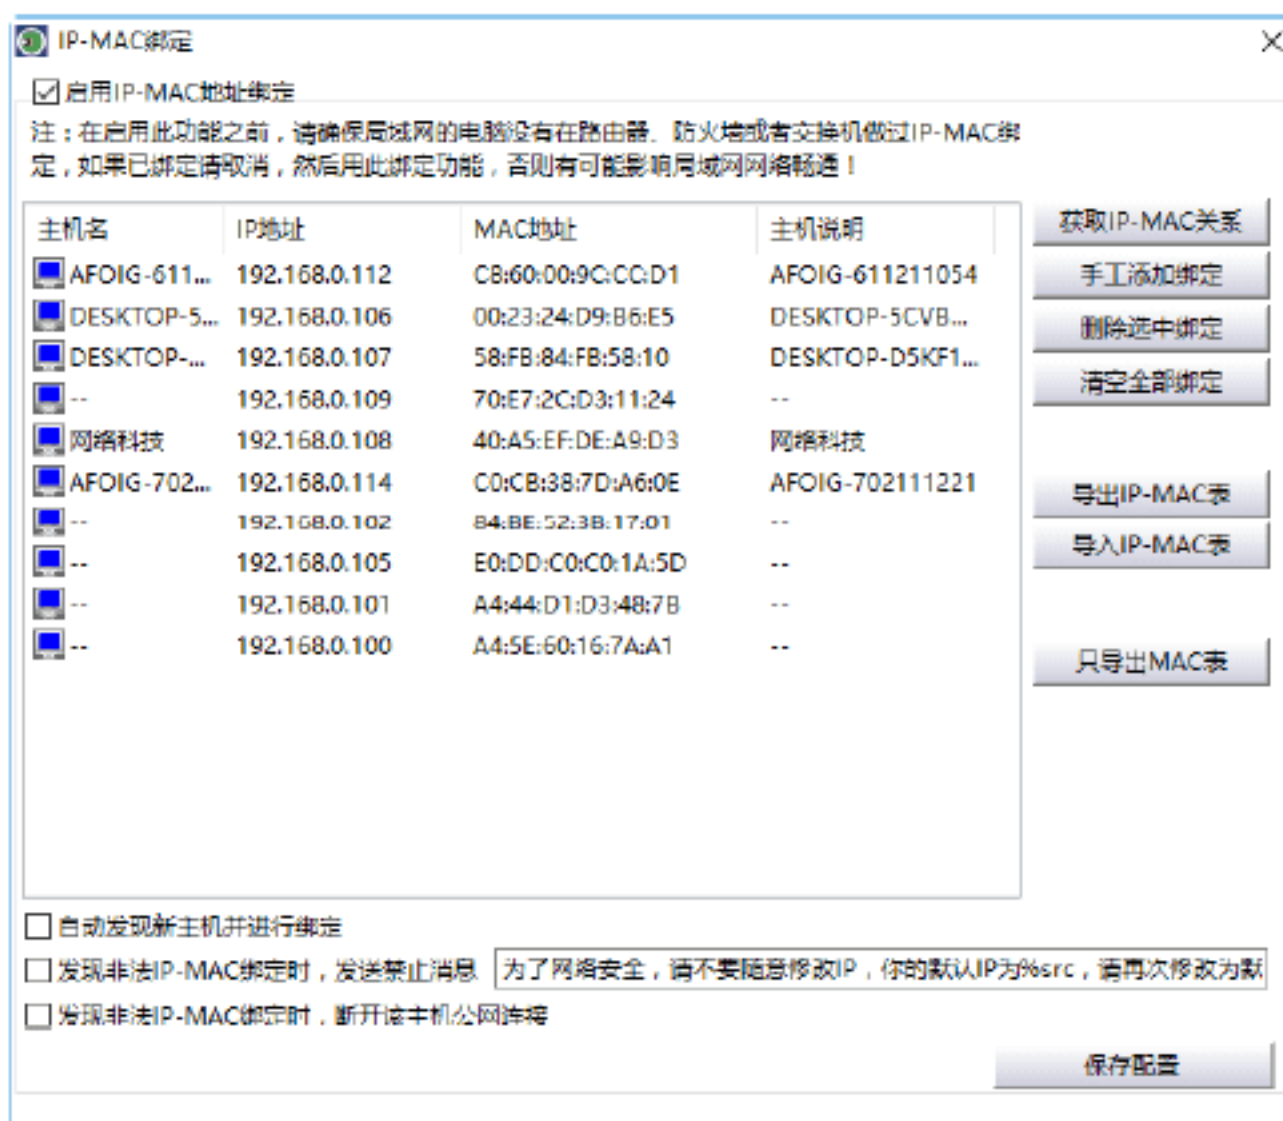 IP-MAC绑定
启用IP-MAC地址绑定
注：在启用此功能之前，请确保局域网的电脑没有在路由器、防火墙或者交换机做过IP-MAC绑
定，如果已绑定请取消，然后用此绑定功能，否则有可能影响局域网网络畅通！
主机名 IP地址 MAC地址 主机说明
AFOIG-611... 192.168.0.112 C8:60:00:9C:CC:D1 AFOIG-611211054
DESKTOP-5... 192.168.0.106 00:23:24:D9:B6:E5 DESKTOP-5CVB...
DESKTOP-... 192.168.0.107 58:FB:84:FB:58:10 DESKTOP-D5KF1...
-- 192.168.0.109 70:E7:2C:D3:11:24 --
网络科技 192.168.0.108 40:A5:EF:DE:A9:D3 网络科技
AFOIG-702... 192.168.0.114 C0:CB:38:7D:A6:0E AFOIG-702111221
-- 192.168.0.102 84:BE:52:3B:17:01 --
-- 192.168.0.105 E0:DD:C0:C0:1A:5D --
-- 192.168.0.101 A4:44:D1:D3:48:7B --
-- 192.168.0.100 A4:5E:60:16:7A:A1 --
获取IP-MAC关系
手工添加绑定
删除选中绑定
清空全部绑定
导出IP-MAC表
导入IP-MAC表
只导出MAC表
自动发现新主机并进行绑定
发现非法IP-MAC绑定时，发送禁止消息 为了网络安全，请不要随意修改IP，你的默认IP为%src，请再次修改为默
发现非法IP-MAC绑定时，断开该主机公网连接
保存配置